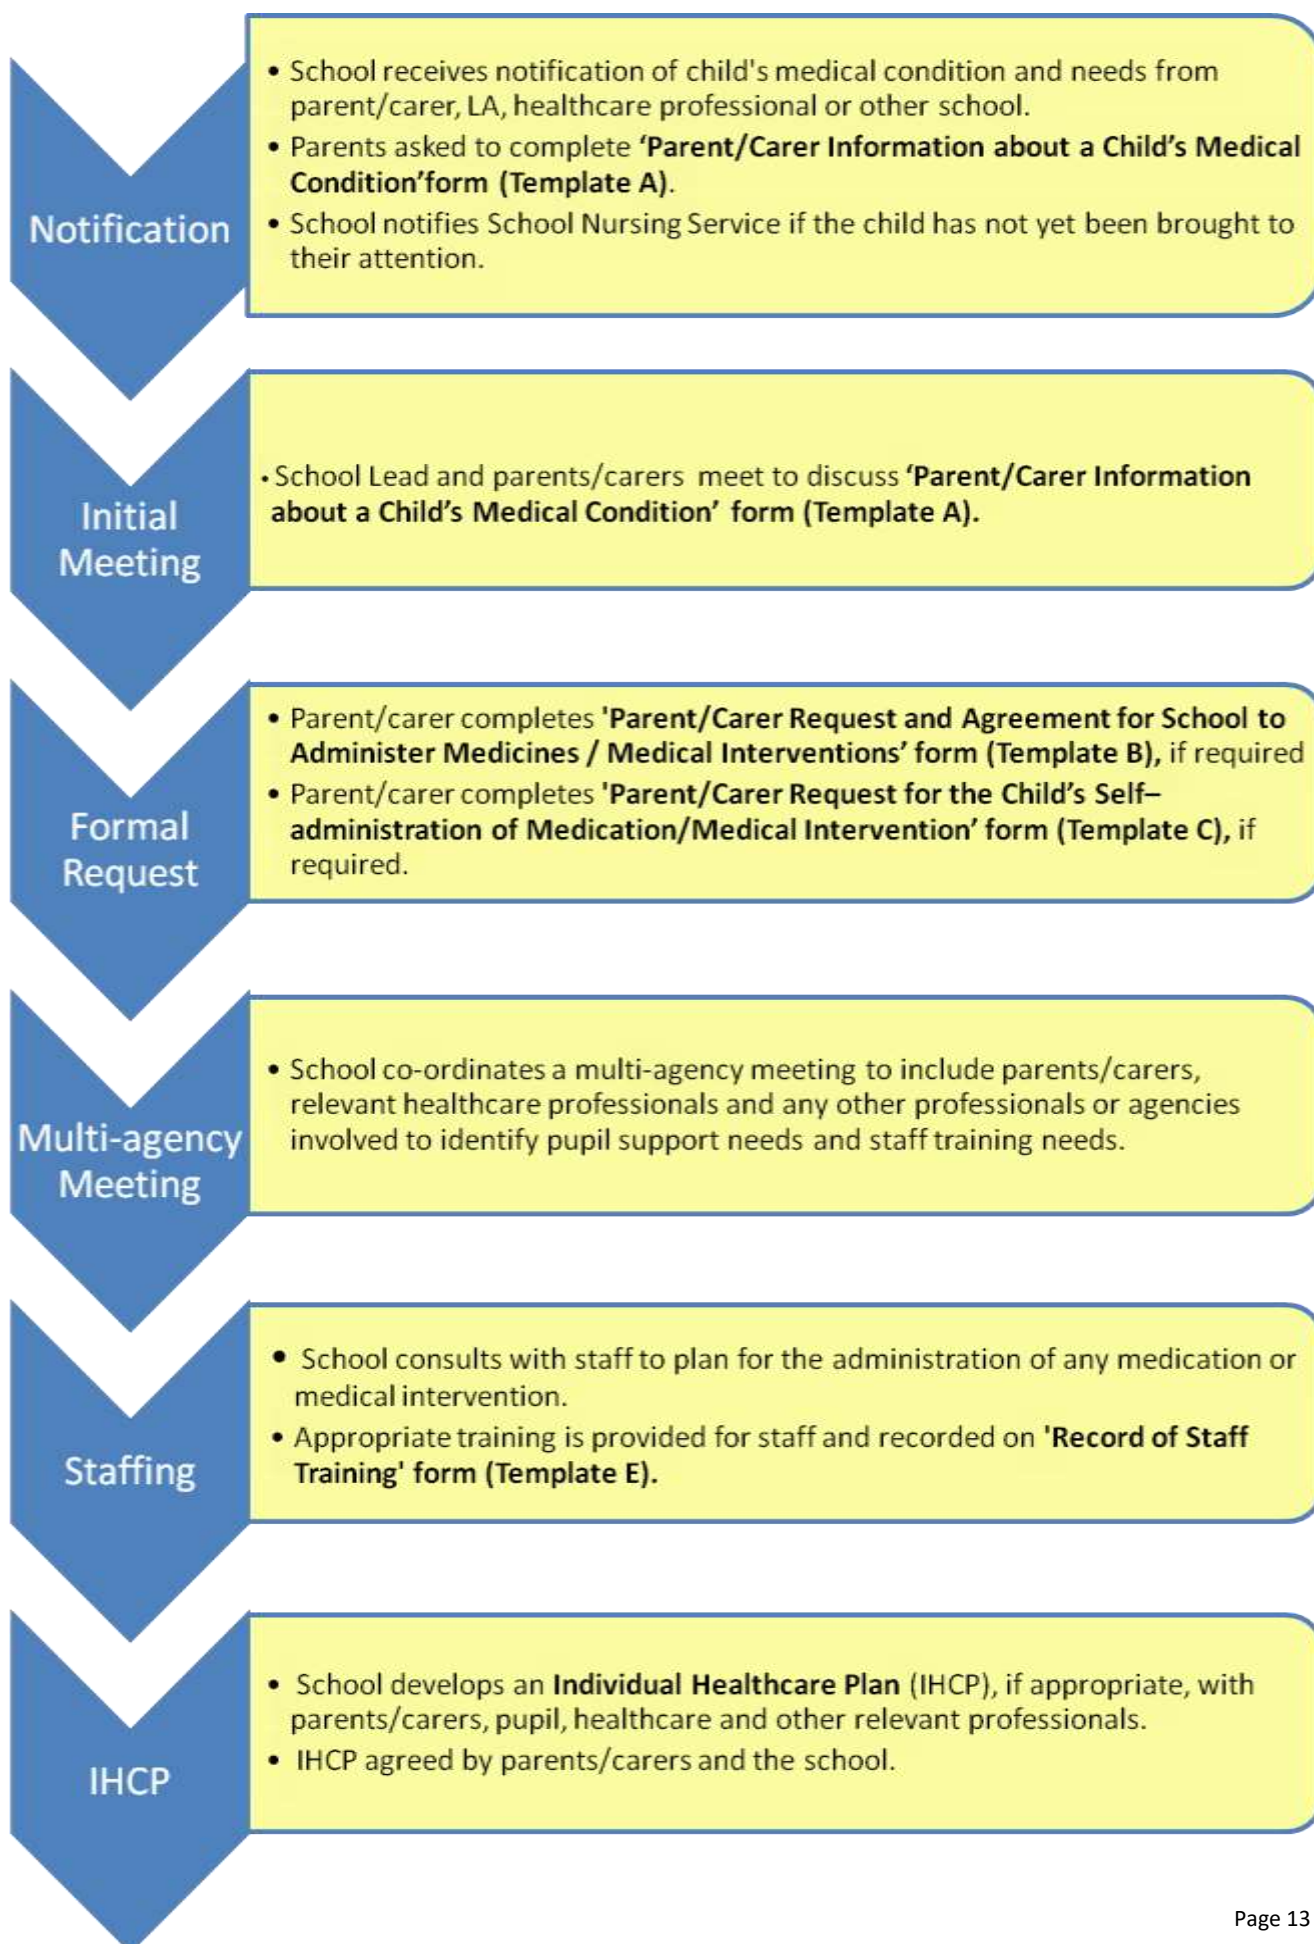 Notification
• School receives notification of child's medical condition and needs from
parent/carer, LA, healthcare professional or other school.
• Parents asked to complete ‘Parent/Carer Information about a Child’s Medical
Condition’form (Template A).
• School notifies School Nursing Service if the child has not yet been brought to
their attention.
Initial
Meeting
• School Lead and parents/carers meet to discuss ‘Parent/Carer Information
about a Child’s Medical Condition’ form (Template A).
Formal
Request
• Parent/carer completes 'Parent/Carer Request and Agreement for School to
Administer Medicines / Medical Interventions’ form (Template B), if required
• Parent/carer completes 'Parent/Carer Request for the Child’s Self–
administration of Medication/Medical Intervention’ form (Template C), if
required.
Multi-agency
Meeting
• School co-ordinates a multi-agency meeting to include parents/carers,
relevant healthcare professionals and any other professionals or agencies
involved to identify pupil support needs and staff training needs.
Staffing
• School consults with staff to plan for the administration of any medication or
medical intervention.
• Appropriate training is provided for staff and recorded on 'Record of Staff
Training' form (Template E).
IHCP
• School develops an Individual Healthcare Plan (IHCP), if appropriate, with
parents/carers, pupil, healthcare and other relevant professionals.
• IHCP agreed by parents/carers and the school.
Page 13